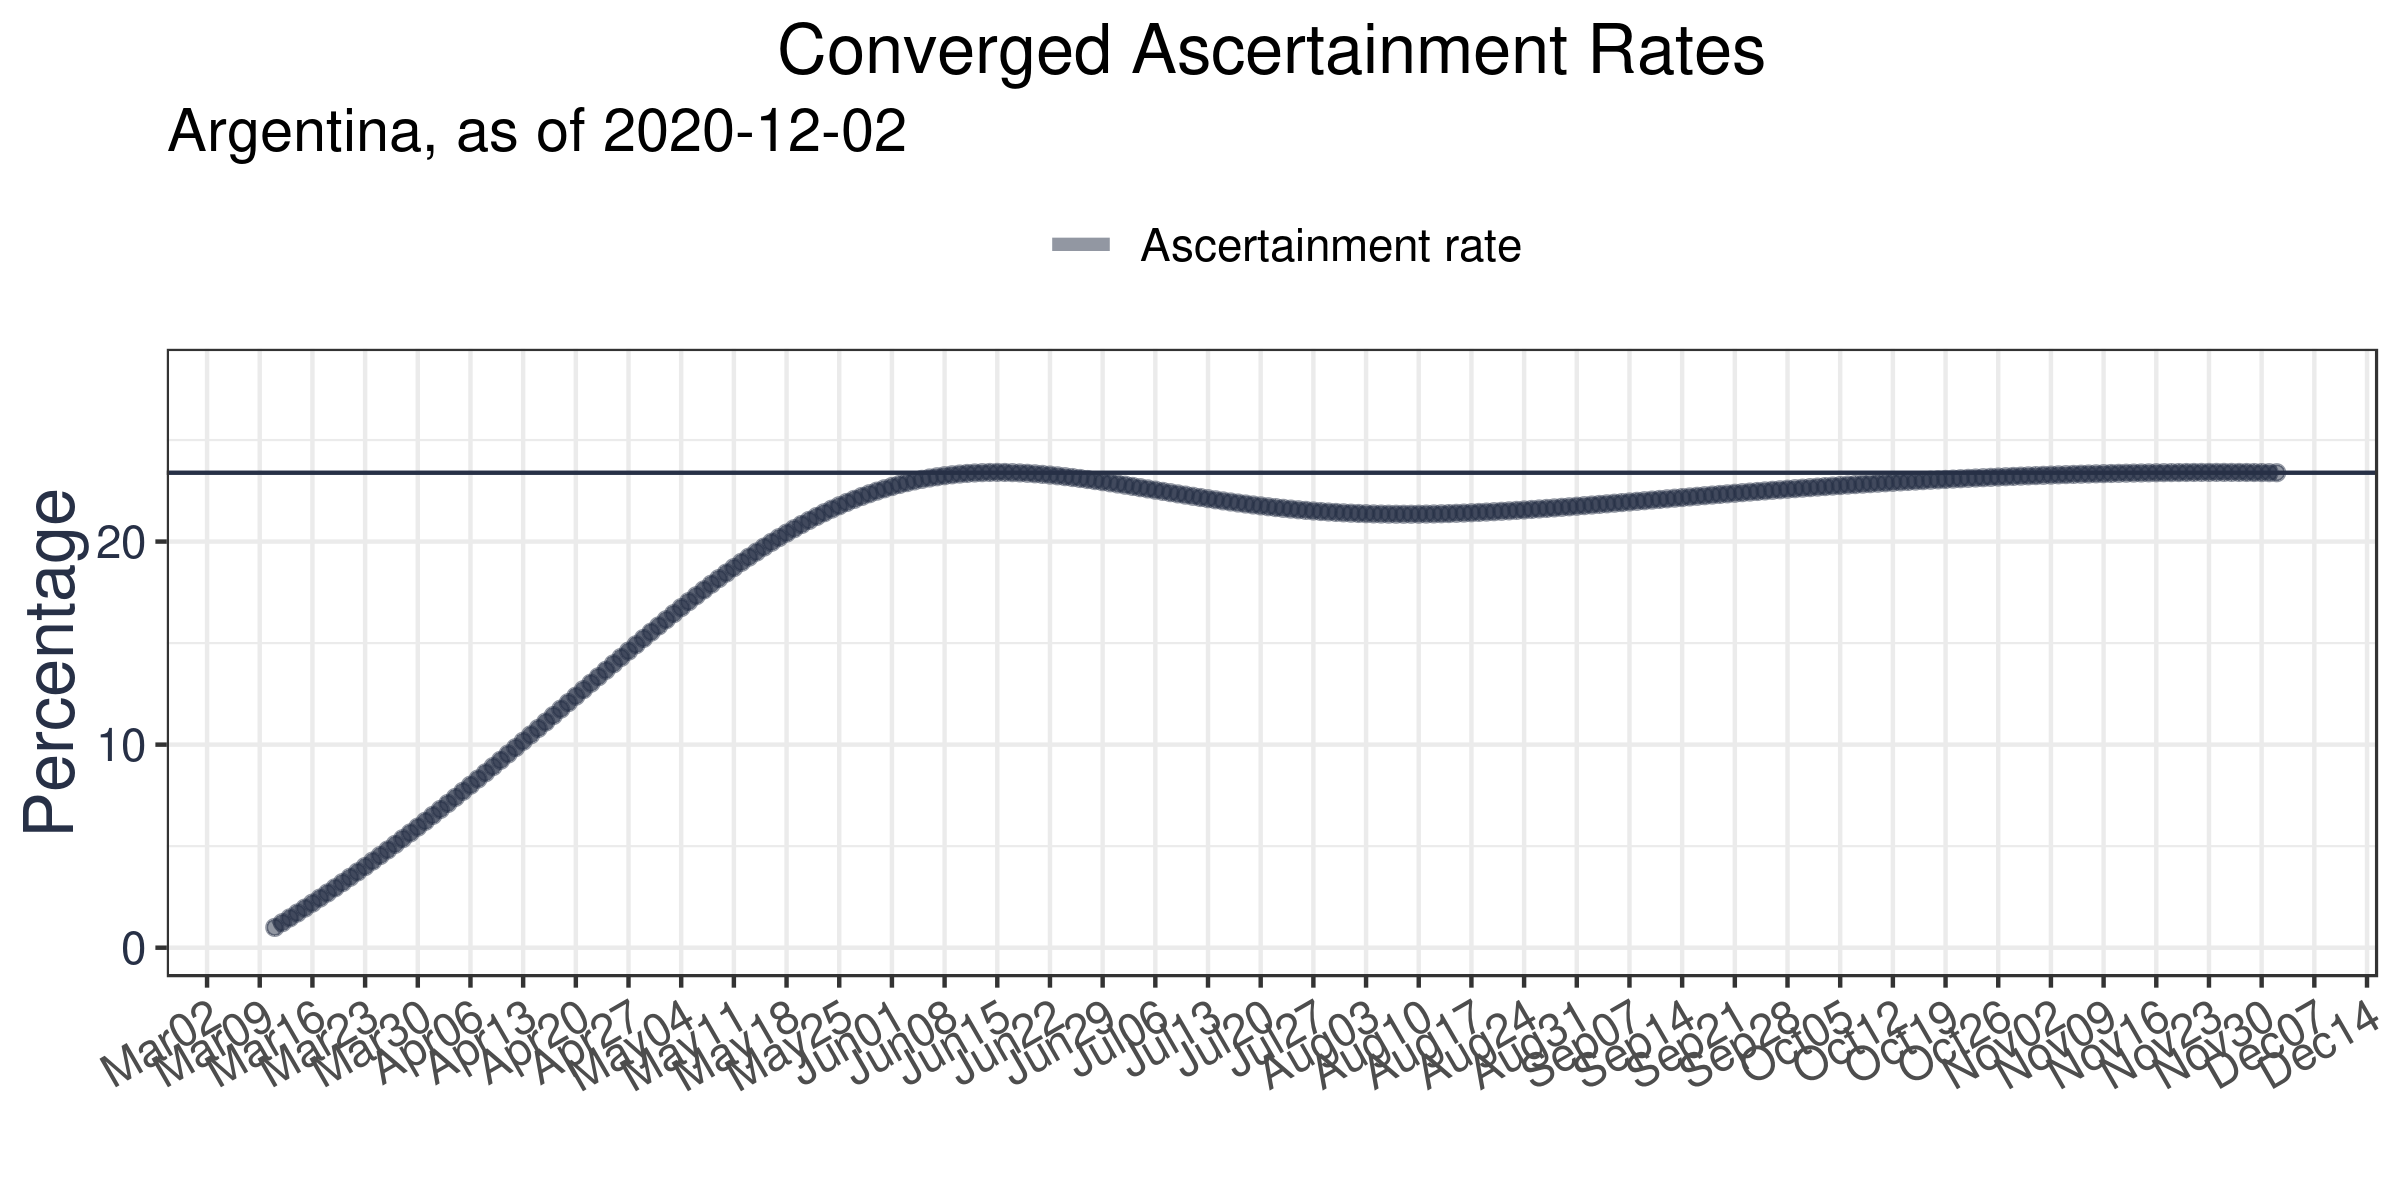 Converged Ascertainment Rates
Argentina, as of 2020-12-02
Ascertainment rate
Percentage
20
10
0
Mar02 Mar09 Mar16 Mar23 Mar30 Apr06 Apr13 Apr20 Apr27 May04 May11 May18 May25 Jun01 Jun08 Jun15 Jun22 Jun29 Jul06 Jul13 Jul20 Jul27 Aug03 Aug10 Aug17 Aug24 Aug31 Sep07 Sep14 Sep21 Sep28 Oct05 Oct12 Oct19 Oct26 Nov02 Nov09 Nov16 Nov23 Nov30 Dec07 Dec14